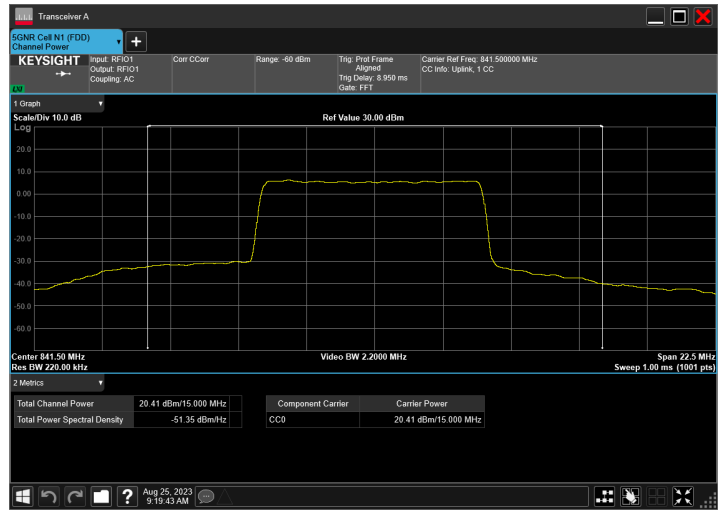 Transceiver A
5GNR Cell N1 (FDD)
Channel Power
KEYSIGHT
LXI
Input: RFIO1
Output: RFIO1
Coupling: AC
Corr CCorr
Range: -60 dBm
Trig: Prot Frame
Aligned
Trig Delay: 8.950 ms
Gate: FFT
Carrier Ref Freq: 841.500000 MHz
CC Info: Uplink, 1 CC
1 Graph
Scale/Div 10.0 dB
Ref Value 30.00 dBm
Log
20.0
10.0
0.00
-10.0
-20.0
-30.0
-40.0
-50.0
-60.0
Center 841.50 MHz
Video BW 2.2000 MHz
Span 22.5 MHz
Res BW 220.00 kHz
Sweep 1.00 ms (1001 pts)
2 Metrics
Total Channel Power 20.41 dBm/15.000 MHz
Total Power Spectral Density -51.35 dBm/Hz
Component Carrier Carrier Power
CC0 20.41 dBm/15.000 MHz
?
Aug 25, 2023
9:19:43 AM